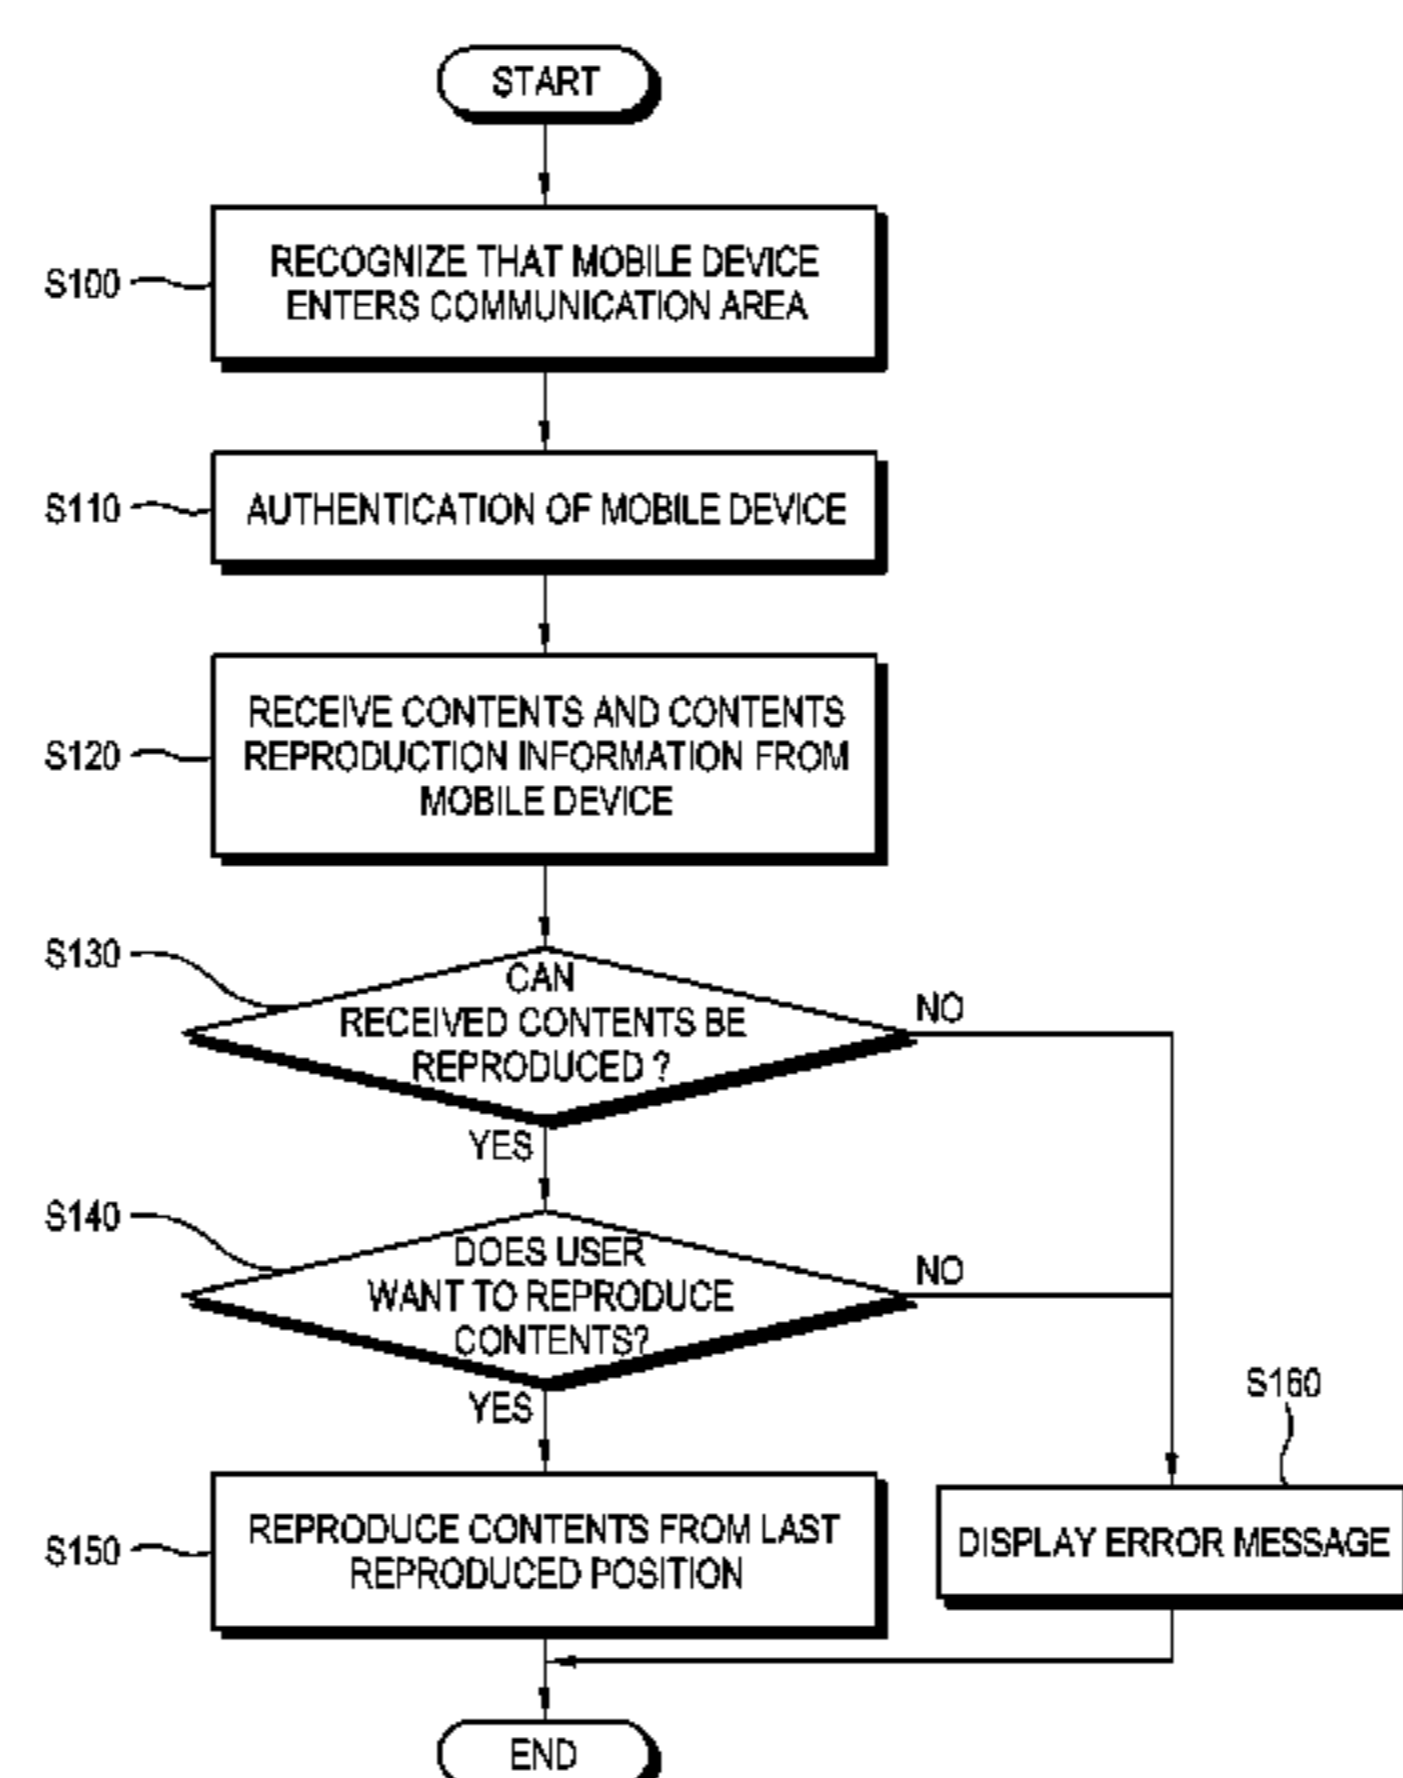 START
S100
RECOGNIZE THAT MOBILE DEVICE
ENTERS COMMUNICATION AREA
S110
AUTHENTICATION OF MOBILE DEVICE
S120
RECEIVE CONTENTS AND CONTENTS
REPRODUCTION INFORMATION FROM
MOBILE DEVICE
S130
CAN
RECEIVED CONTENTS BE
REPRODUCED ?
NO
YES
S140
DOES USER
WANT TO REPRODUCE
CONTENTS?
NO
YES
S150
REPRODUCE CONTENTS FROM LAST
REPRODUCED POSITION
S160
DISPLAY ERROR MESSAGE
END